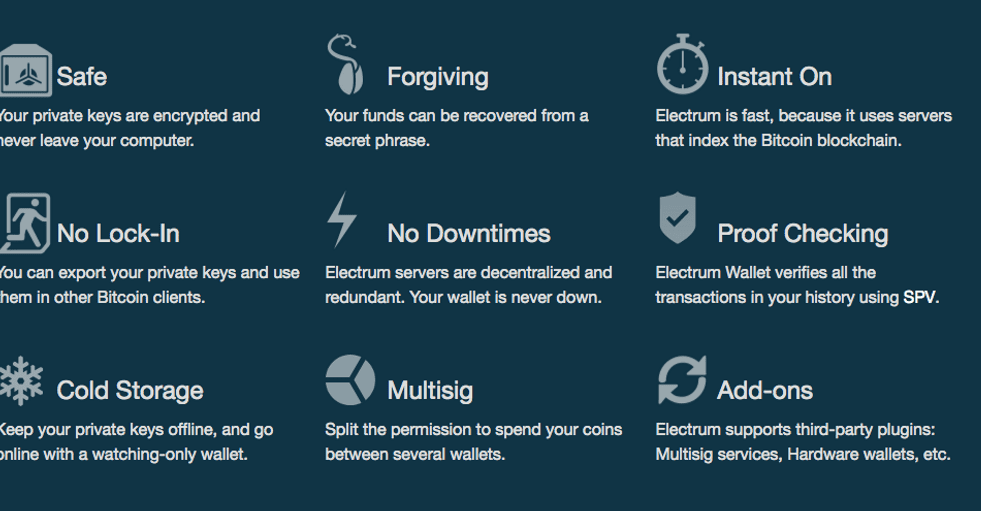 Safe
Your private keys are encrypted and
never leave your computer.
Forgiving
Your funds can be recovered from a
secret phrase.
Instant On
Electrum is fast, because it uses servers
that index the Bitcoin blockchain.
No Lock-In
You can export your private keys and use
them in other Bitcoin clients.
No Downtimes
Electrum servers are decentralized and
redundant. Your wallet is never down.
Proof Checking
Electrum Wallet verifies all the
transactions in your history using SPV.
Cold Storage
Keep your private keys offline, and go
online with a watching-only wallet.
Multisig
Split the permission to spend your coins
between several wallets.
Add-ons
Electrum supports third-party plugins:
Multisig services, Hardware wallets, etc.